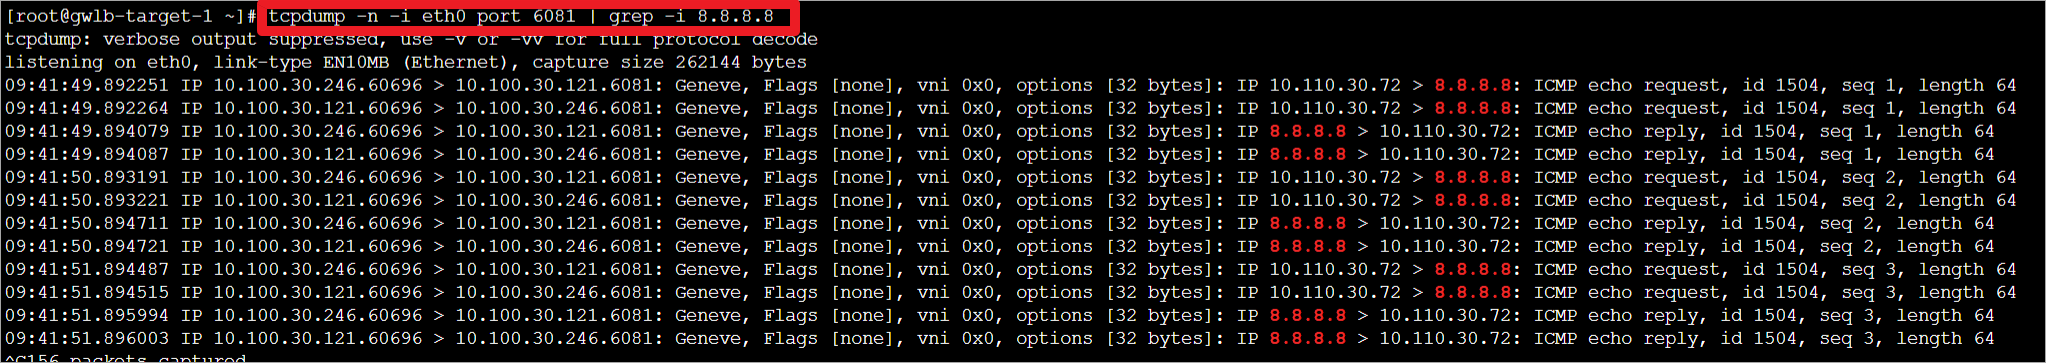 [root@gwlb-target-1 ~]# tcpdump -n -i eth0 port 6081 | grep -i 8.8.8.8
tcpdump: verbose output suppressed, use -v or -vv for full protocol decode
listening on eth0, link-type EN10MB (Ethernet), capture size 262144 bytes
09:41:49.892251 IP 10.100.30.246.60696 > 10.100.30.121.6081: Geneve, Flags [none], vni 0x0, options [32 bytes]: IP 10.110.30.72 > 8.8.8.8: ICMP echo request, id 1504, seq 1, length 64
09:41:49.892264 IP 10.100.30.121.60696 > 10.100.30.246.6081: Geneve, Flags [none], vni 0x0, options [32 bytes]: IP 10.110.30.72 > 8.8.8.8: ICMP echo request, id 1504, seq 1, length 64
09:41:49.894079 IP 10.100.30.246.60696 > 10.100.30.121.6081: Geneve, Flags [none], vni 0x0, options [32 bytes]: IP 8.8.8.8 > 10.110.30.72: ICMP echo reply, id 1504, seq 1, length 64
09:41:49.894087 IP 10.100.30.121.60696 > 10.100.30.246.6081: Geneve, Flags [none], vni 0x0, options [32 bytes]: IP 8.8.8.8 > 10.110.30.72: ICMP echo reply, id 1504, seq 1, length 64
09:41:50.893191 IP 10.100.30.246.60696 > 10.100.30.121.6081: Geneve, Flags [none], vni 0x0, options [32 bytes]: IP 10.110.30.72 > 8.8.8.8: ICMP echo request, id 1504, seq 2, length 64
09:41:50.893221 IP 10.100.30.121.60696 > 10.100.30.246.6081: Geneve, Flags [none], vni 0x0, options [32 bytes]: IP 10.110.30.72 > 8.8.8.8: ICMP echo request, id 1504, seq 2, length 64
09:41:50.894711 IP 10.100.30.246.60696 > 10.100.30.121.6081: Geneve, Flags [none], vni 0x0, options [32 bytes]: IP 8.8.8.8 > 10.110.30.72: ICMP echo reply, id 1504, seq 2, length 64
09:41:50.894721 IP 10.100.30.121.60696 > 10.100.30.246.6081: Geneve, Flags [none], vni 0x0, options [32 bytes]: IP 8.8.8.8 > 10.110.30.72: ICMP echo reply, id 1504, seq 2, length 64
09:41:51.894487 IP 10.100.30.246.60696 > 10.100.30.121.6081: Geneve, Flags [none], vni 0x0, options [32 bytes]: IP 10.110.30.72 > 8.8.8.8: ICMP echo request, id 1504, seq 3, length 64
09:41:51.894515 IP 10.100.30.121.60696 > 10.100.30.246.6081: Geneve, Flags [none], vni 0x0, options [32 bytes]: IP 10.110.30.72 > 8.8.8.8: ICMP echo request, id 1504, seq 3, length 64
09:41:51.895994 IP 10.100.30.246.60696 > 10.100.30.121.6081: Geneve, Flags [none], vni 0x0, options [32 bytes]: IP 8.8.8.8 > 10.110.30.72: ICMP echo reply, id 1504, seq 3, length 64
09:41:51.896003 IP 10.100.30.121.60696 > 10.100.30.246.6081: Geneve, Flags [none], vni 0x0, options [32 bytes]: IP 8.8.8.8 > 10.110.30.72: ICMP echo reply, id 1504, seq 3, length 64
^C156 packets captured